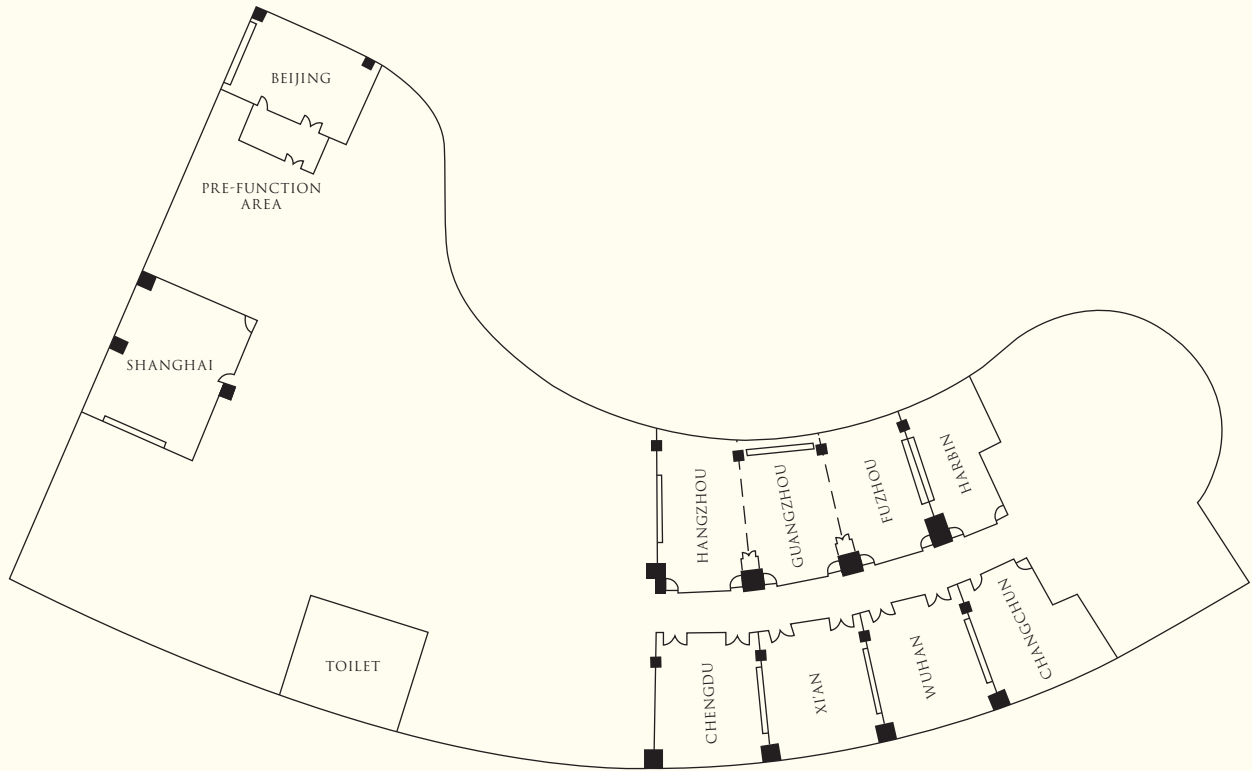 BEIJING
PRE-FUNCTION
AREA
SHANGHAI
HANGZHOU
GUANGZHOU
FUZHOU
HARBIN
TOILET
CHENGDU
XI'AN
WUHAN
CHANGCHUN